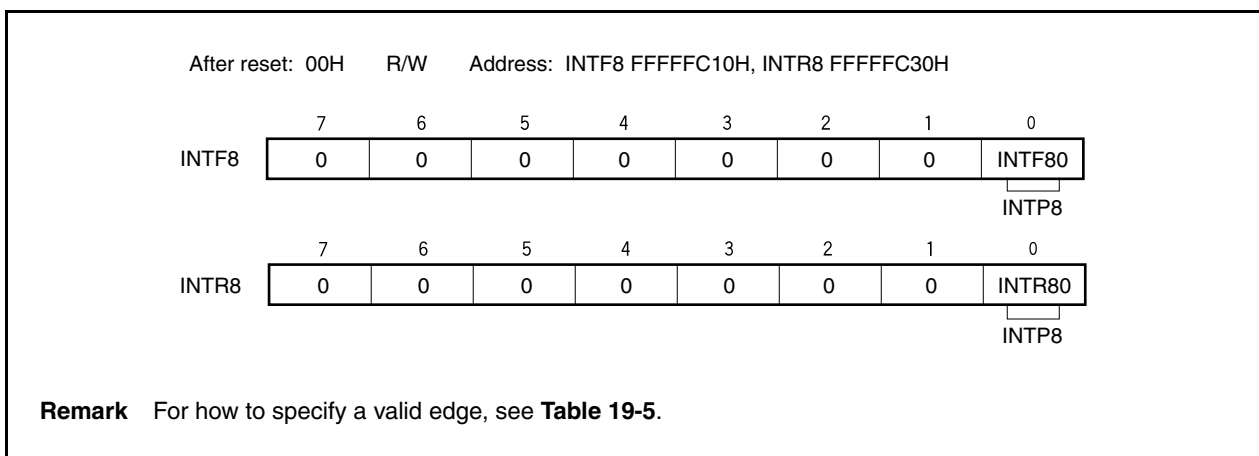 After reset: 00H R/W Address: INTF8 FFFFFC10H, INTR8 FFFFFC30H
7 6 5 4 3 2 1 0
INTF8 0 0 0 0 0 0 0 INTF80
INTP8
7 6 5 4 3 2 1 0
INTR8 0 0 0 0 0 0 0 INTR80
INTP8
Remark For how to specify a valid edge, see Table 19-5.